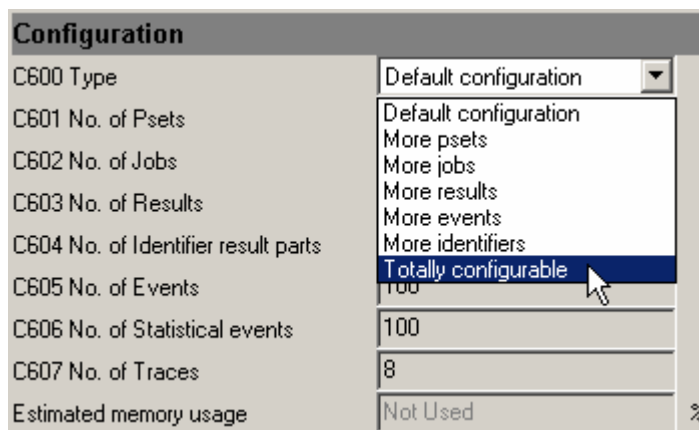 Configuration
C600 Type Default configuration
Default configuration
C601 No. of Psets
More psets
C602 No. of Jobs
More jobs
C603 No. of Results
More results
More events
C604 No. of Identifier result parts
More identifiers
Totally configurable
C605 No. of Events 100
C606 No. of Statistical events 100
C607 No. of Traces 8
Estimated memory usage Not Used %